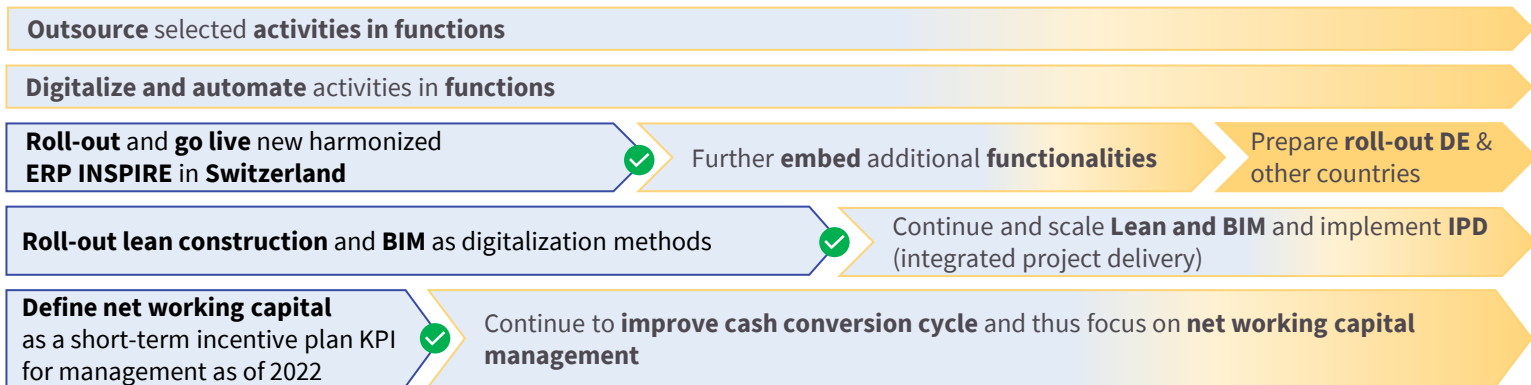 Outsource selected activities in functions
Digitalize and automate activities in functions
Roll-out and go live new harmonized
ERP INSPIRE in Switzerland
Further embed additional functionalities
Prepare roll-out DE &
other countries
Roll-out lean construction and BIM as digitalization methods
Continue and scale Lean and BIM and implement IPD
(integrated project delivery)
Define net working capital
as a short-term incentive plan KPI
for management as of 2022
Continue to improve cash conversion cycle and thus focus on net working capital
management